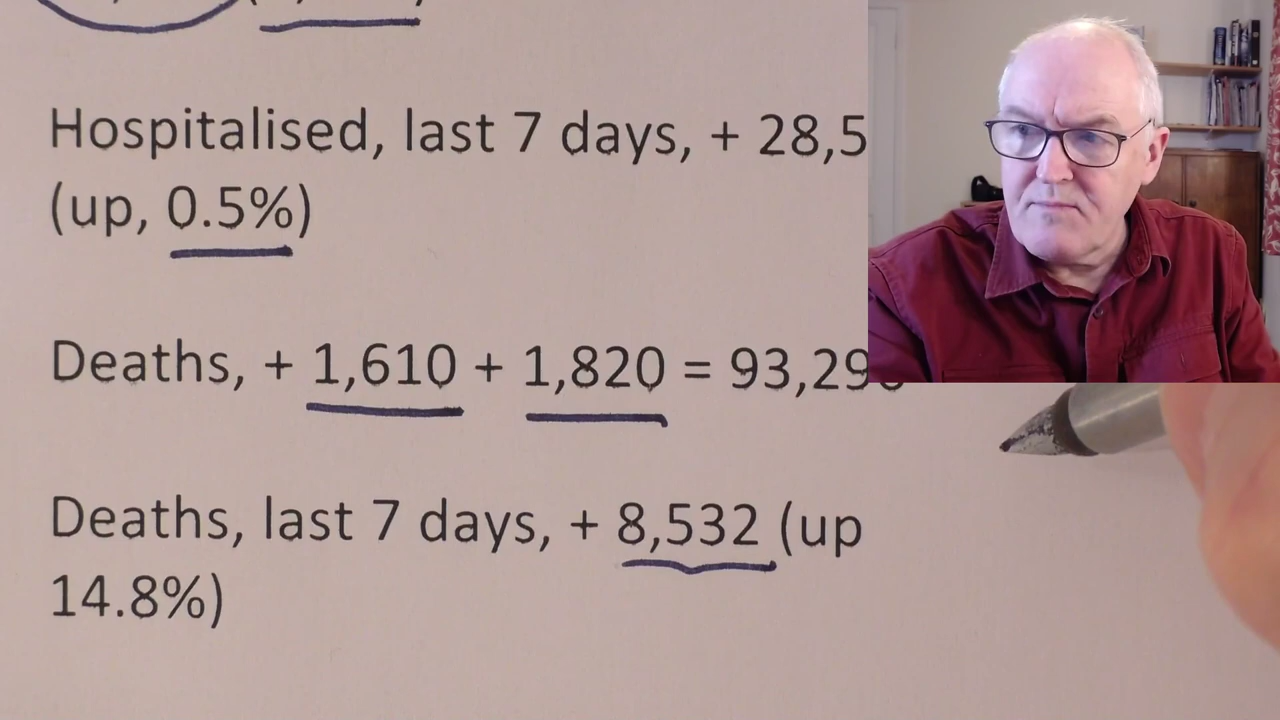 Hospitalised, last 7 days, + 28,5
(up, 0.5%)
Deaths, + 1,610 + 1,820 = 93,29
Deaths, last 7 days, + 8,532 (up
14.8%)